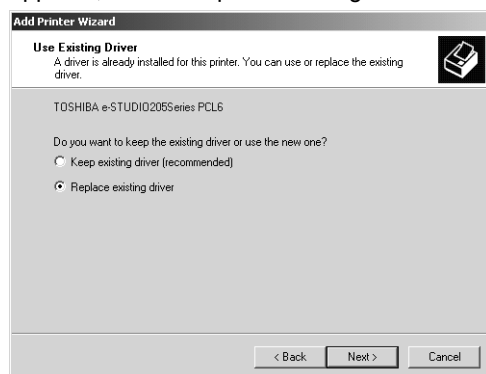 Add Printer Wizard
Use Existing Driver
A driver is already installed for this printer. You can use or replace the existing
driver.
TOSHIBA e-STUDIO205Series PCL6
Do you want to keep the existing driver or use the new one?
Keep existing driver (recommended)
Replace existing driver
< Back
Next >
Cancel